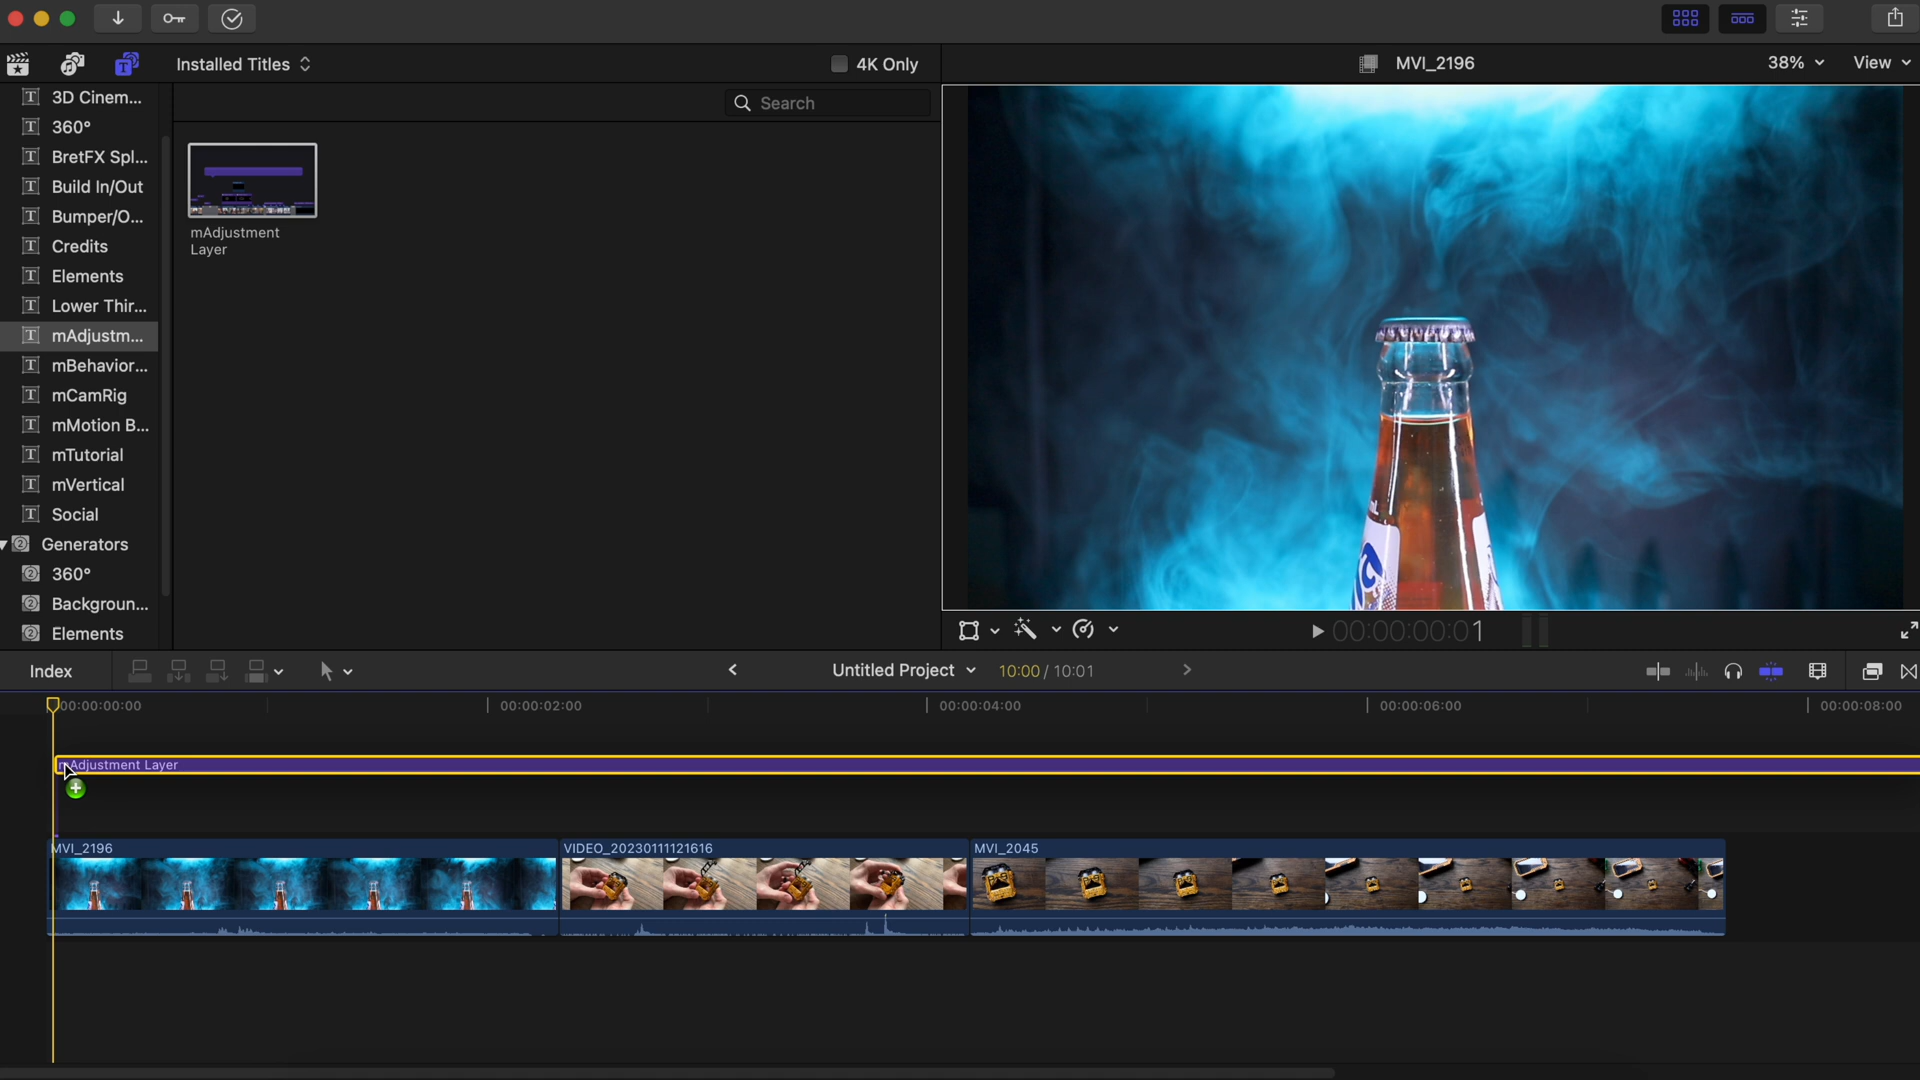 Installed Titles
4K Only
MVI_2196
38%
View
Search
3D Cinem...
360°
BretFX Spl...
Build In/Out
Bumper/O...
Credits
Elements
Lower Thir...
mAdjustm...
mBehavior...
mCamRig
mMotion B...
mTutorial
mVertical
Social
Generators
360°
Backgroun...
Elements
mAdjustment
Layer
00:00:00:01
Index
Untitled Project
10:00 / 10:01
00:00:00:00
00:00:02:00
00:00:04:00
00:00:06:00
00:00:08:00
mAdjustment Layer
MVI_2196
VIDEO_20230111121616
MVI_2045